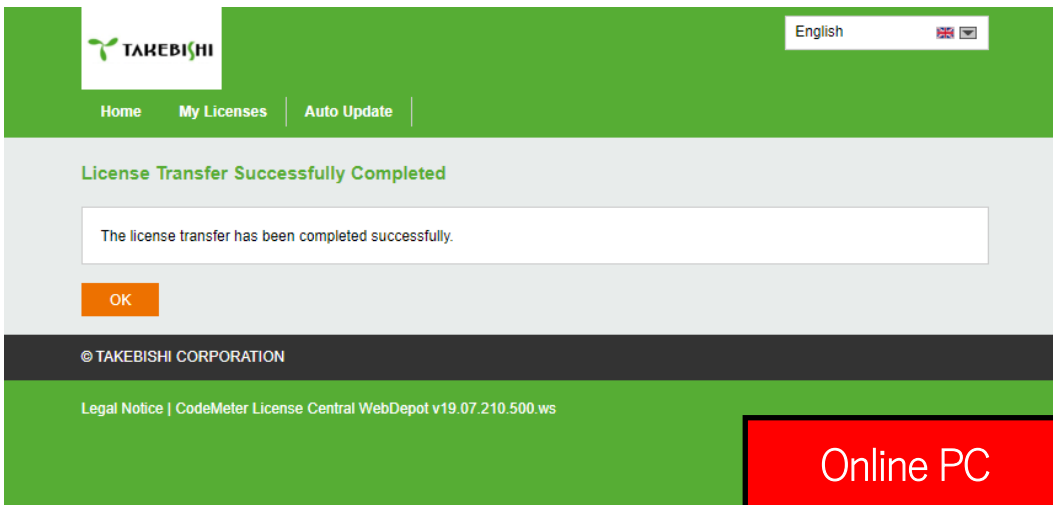 TAKEBISHI
English
Home My Licenses Auto Update
License Transfer Successfully Completed
The license transfer has been completed successfully.
OK
© TAKEBISHI CORPORATION
Legal Notice | CodeMeter License Central WebDepot v19.07.210.500.ws
Online PC